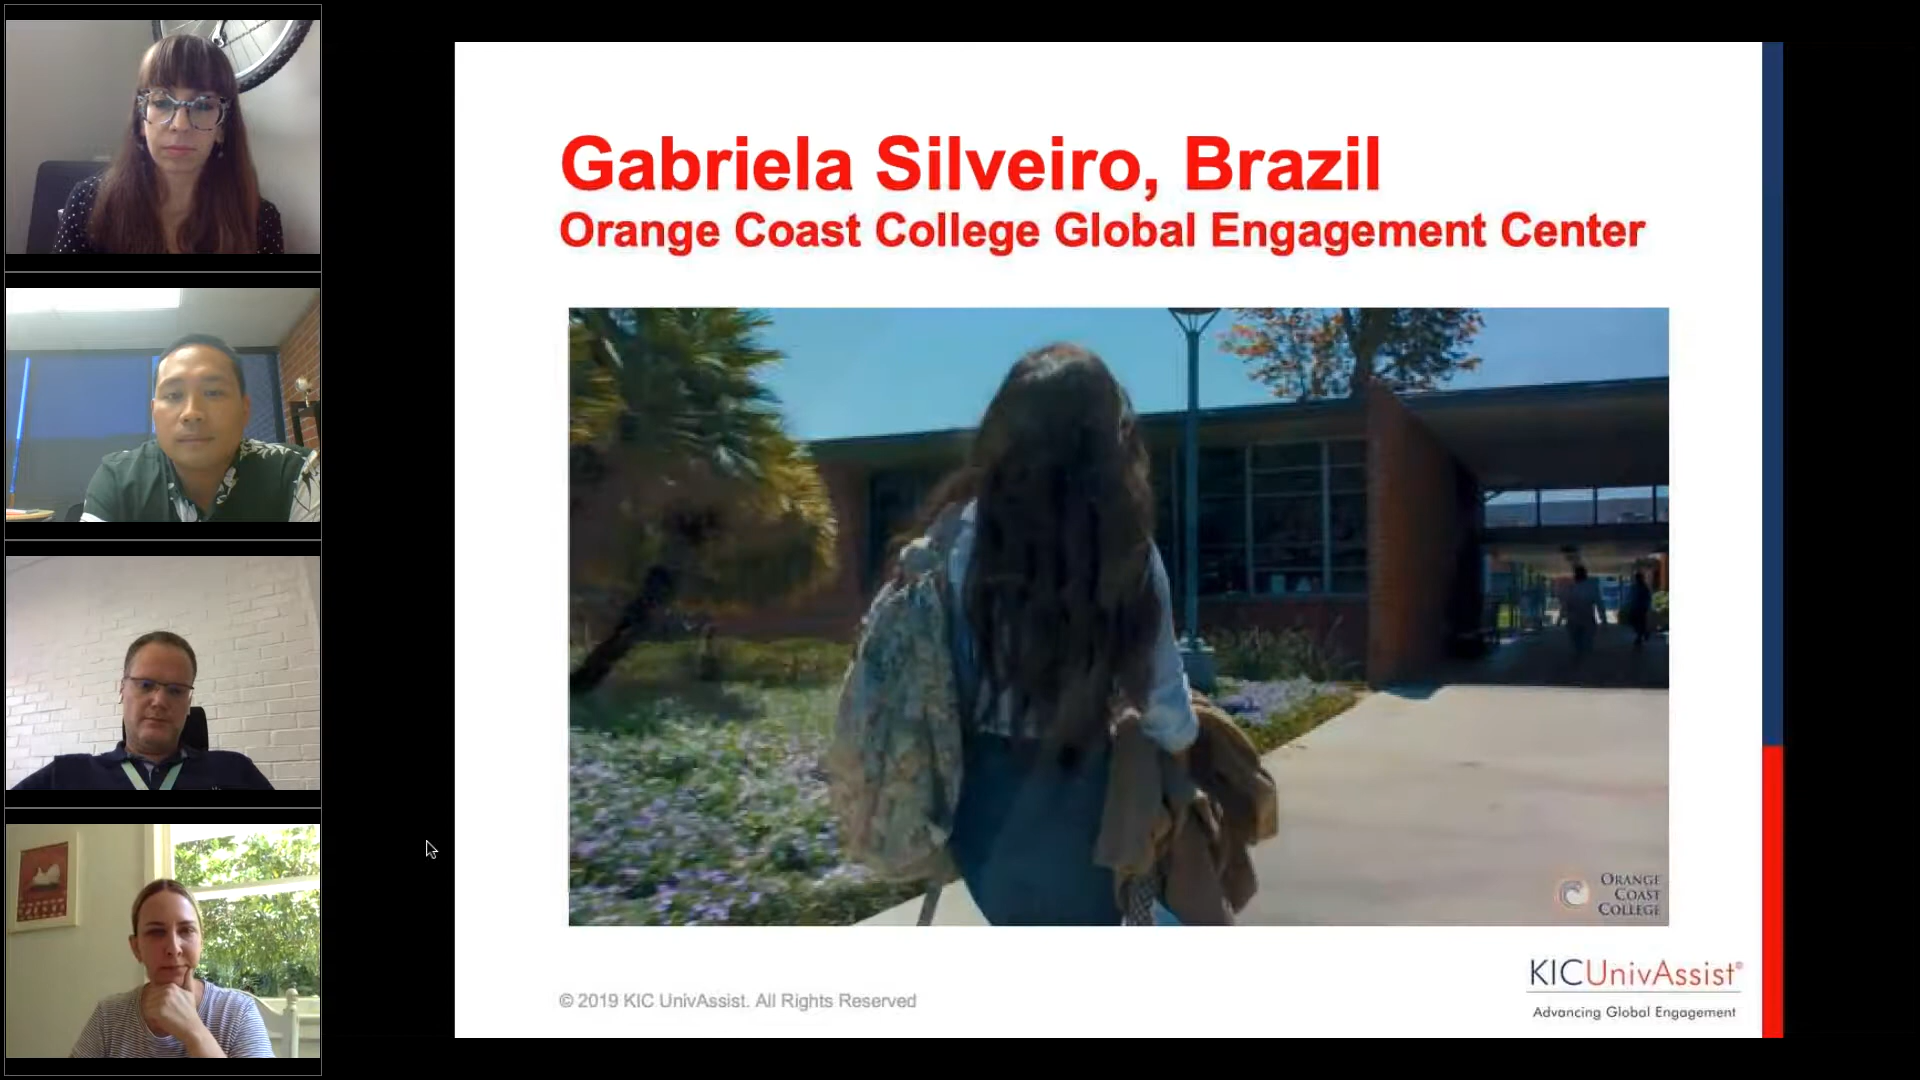 Gabriela Silveiro, Brazil
Orange Coast College Global Engagement Center
ORANGE
COAST
COLLEGE
KICUnivAssist®
Advancing Global Engagement
© 2019 KIC UnivAssist. All Rights Reserved